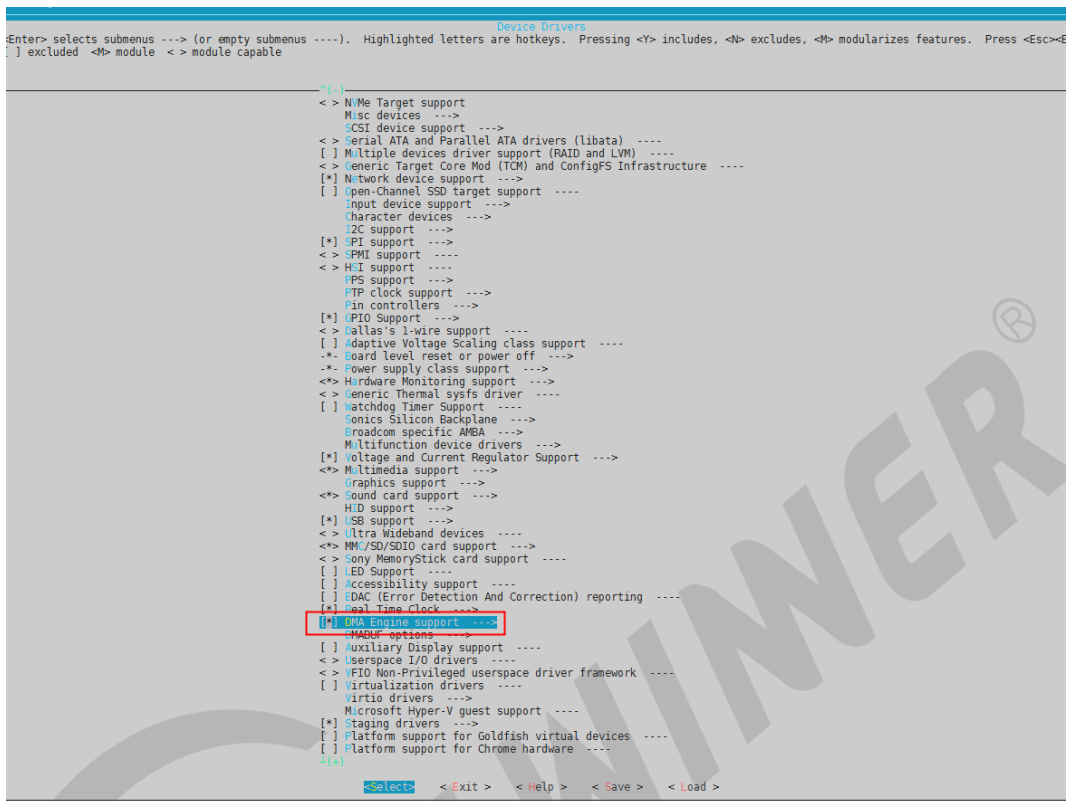 Device Drivers
<Enter> selects submenus ---> (or empty submenus ----).  Highlighted letters are hotkeys.  Pressing <Y> includes, <N> excludes, <M> modularizes features.  Press <Esc><E
[ ] excluded  <M> module  < > module capable
^(-)
< > NVMe Target support
Misc devices  --->
SCSI device support  --->
< > Serial ATA and Parallel ATA drivers (libata)  ----
[ ] Multiple devices driver support (RAID and LVM)  ----
< > Generic Target Core Mod (TCM) and ConfigFS Infrastructure  ----
[*] Network device support  --->
[ ] Open-Channel SSD target support  ----
Input device support  --->
Character devices  --->
I2C support  --->
[*] SPI support  --->
< > SPMI support  ----
< > HSI support  ----
PPS support  --->
PTP clock support  --->
Pin controllers  --->
[*] GPIO Support  --->
< > Dallas's 1-wire support  ----
[ ] Adaptive Voltage Scaling class support  ----
-*- Board level reset or power off  --->
-*- Power supply class support  --->
<*> Hardware Monitoring support  --->
< > Generic Thermal sysfs driver  ----
[ ] Watchdog Timer Support  ----
Sonics Silicon Backplane  --->
Broadcom specific AMBA  --->
Multifunction device drivers  --->
[*] Voltage and Current Regulator Support  --->
<*> Multimedia support  --->
Graphics support  --->
<*> Sound card support  --->
HID support  --->
[*] USB support  --->
< > Ultra Wideband devices  ----
<*> MMC/SD/SDIO card support  --->
< > Sony MemoryStick card support  ----
[ ] LED Support  ----
[ ] Accessibility support  ----
[ ] EDAC (Error Detection And Correction) reporting  ----
[*] Real Time Clock  --->
[*] DMA Engine support  --->
DMABUF options  --->
[ ] Auxiliary Display support  ----
< > Userspace I/O drivers  ----
< > VFIO Non-Privileged userspace driver framework  ----
[ ] Virtualization drivers  ----
Virtio drivers  --->
Microsoft Hyper-V guest support  ----
[*] Staging drivers  --->
[ ] Platform support for Goldfish virtual devices  ----
[ ] Platform support for Chrome hardware  ----
┴(+)
<Select>    < Exit >    < Help >    < Save >    < Load >
WINNER®